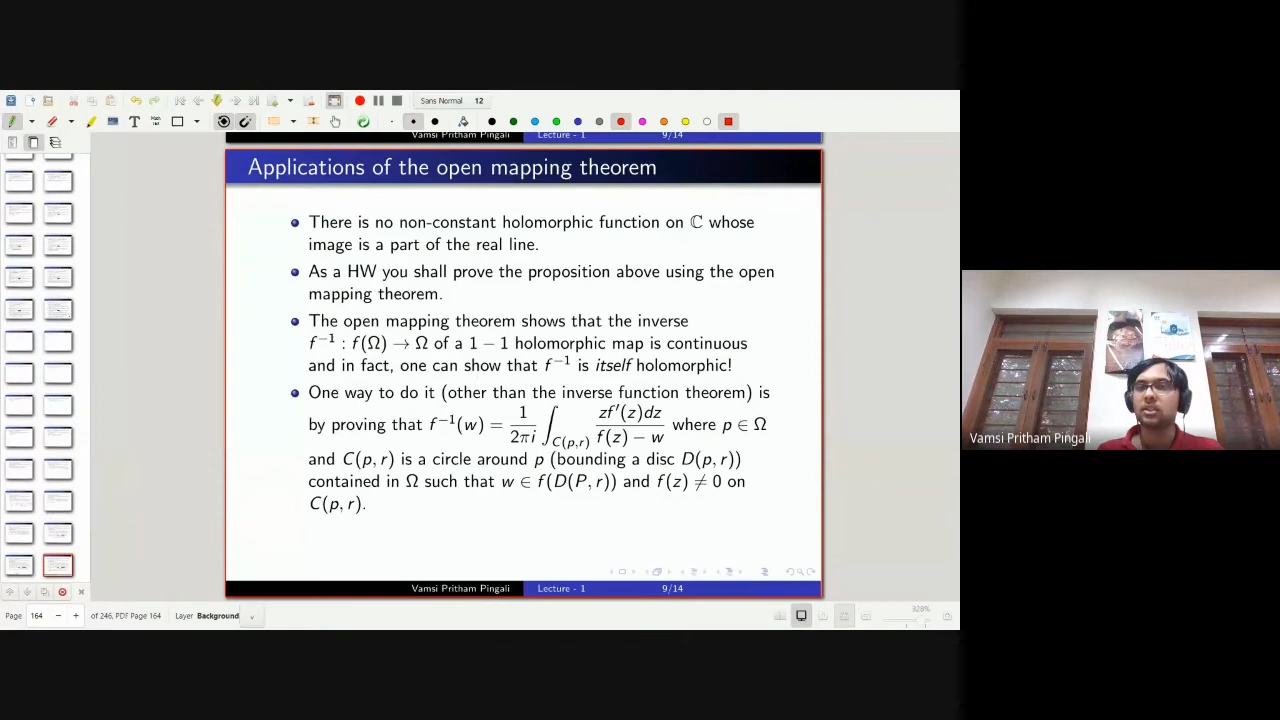 Sans Normal 12
Vamsi Pritham Pingali Lecture - 1 9/14
Applications of the open mapping theorem
There is no non-constant holomorphic function on ℂ whose
image is a part of the real line.
As a HW you shall prove the proposition above using the open
mapping theorem.
The open mapping theorem shows that the inverse
f⁻¹ : f(Ω) → Ω of a 1 − 1 holomorphic map is continuous
and in fact, one can show that f⁻¹ is itself holomorphic!
One way to do it (other than the inverse function theorem) is
by proving that f⁻¹(w) = 1/2πi ∫_C(p,r) zf′(z)dz/f(z) − w where p ∈ Ω
and C(p, r) is a circle around p (bounding a disc D(p, r))
contained in Ω such that w ∈ f(D(P, r)) and f(z) ≠ 0 on
C(p, r).
Vamsi Pritham Pingali Lecture - 1 9/14
Page 164 of 246, PDF Page 164 Layer Background 328%
Vamsi Pritham Pingali